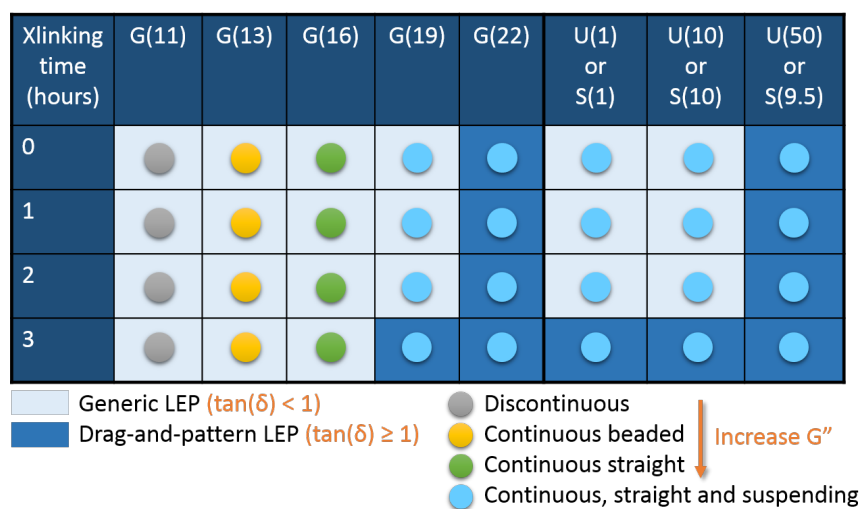 Xlinking time (hours) G(11) G(13) G(16) G(19) G(22) U(1) or S(1) U(10) or S(10) U(50) or S(9.5)
0
1
2
3
Generic LEP (tan(δ) < 1)
Drag-and-pattern LEP (tan(δ) ≥ 1)
Discontinuous
Continuous beaded
Continuous straight
Continuous, straight and suspending
Increase G”